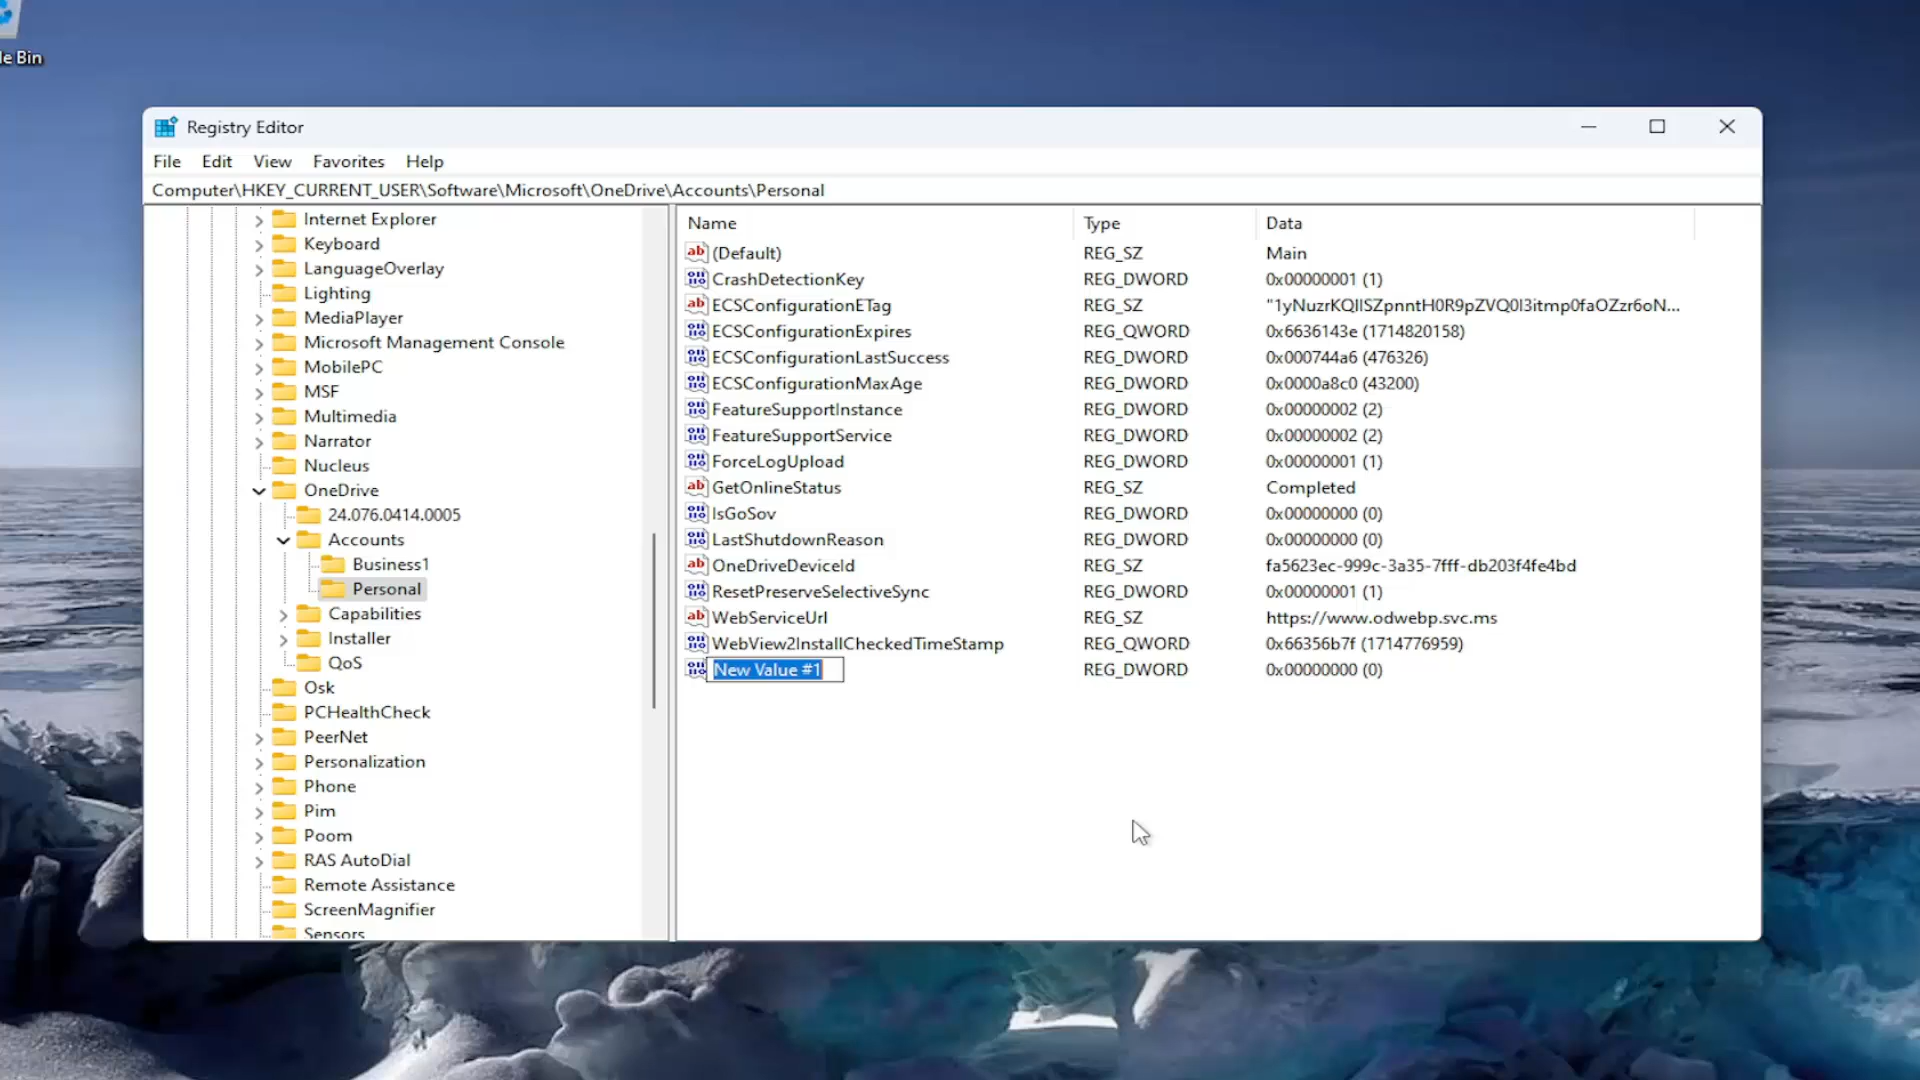 le Bin
Registry Editor
File Edit View Favorites Help
Computer\HKEY_CURRENT_USER\Software\Microsoft\OneDrive\Accounts\Personal
Internet Explorer
Keyboard
LanguageOverlay
Lighting
MediaPlayer
Microsoft Management Console
MobilePC
MSF
Multimedia
Narrator
Nucleus
OneDrive
24.076.0414.0005
Accounts
Business1
Personal
Capabilities
Installer
QoS
Osk
PCHealthCheck
PeerNet
Personalization
Phone
Pim
Poom
RAS AutoDial
Remote Assistance
ScreenMagnifier
Sensors
Name Type Data
(Default) REG_SZ Main
CrashDetectionKey REG_DWORD 0x00000001 (1)
ECSConfigurationETag REG_SZ
ECSConfigurationExpires REG_QWORD 0x6636143e (1714820158)
ECSConfigurationLastSuccess REG_DWORD 0x000744a6 (476326)
ECSConfigurationMaxAge REG_DWORD 0x0000a8c0 (43200)
FeatureSupportInstance REG_DWORD 0x00000002 (2)
FeatureSupportService REG_DWORD 0x00000002 (2)
ForceLogUpload REG_DWORD 0x00000001 (1)
GetOnlineStatus REG_SZ Completed
IsGoSov REG_DWORD 0x00000000 (0)
LastShutdownReason REG_DWORD 0x00000000 (0)
OneDriveDeviceId REG_SZ fa5623ec-999c-3a35-7fff-db203f4fe4bd
ResetPreserveSelectiveSync REG_DWORD 0x00000001 (1)
WebServiceUrl REG_SZ https://www.odwebp.svc.ms
WebView2InstallCheckedTimeStamp REG_QWORD 0x66356b7f (1714776959)
New Value #1 REG_DWORD 0x00000000 (0)